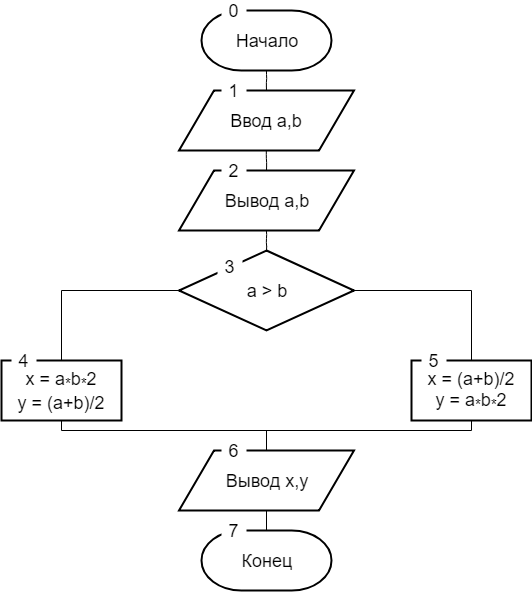 0
Начало
1
Ввод a,b
2
Вывод a,b
3
a > b
4
x = a*b*2
y = (a+b)/2
5
x = (a+b)/2
y = a*b*2
6
Вывод x,y
7
Конец